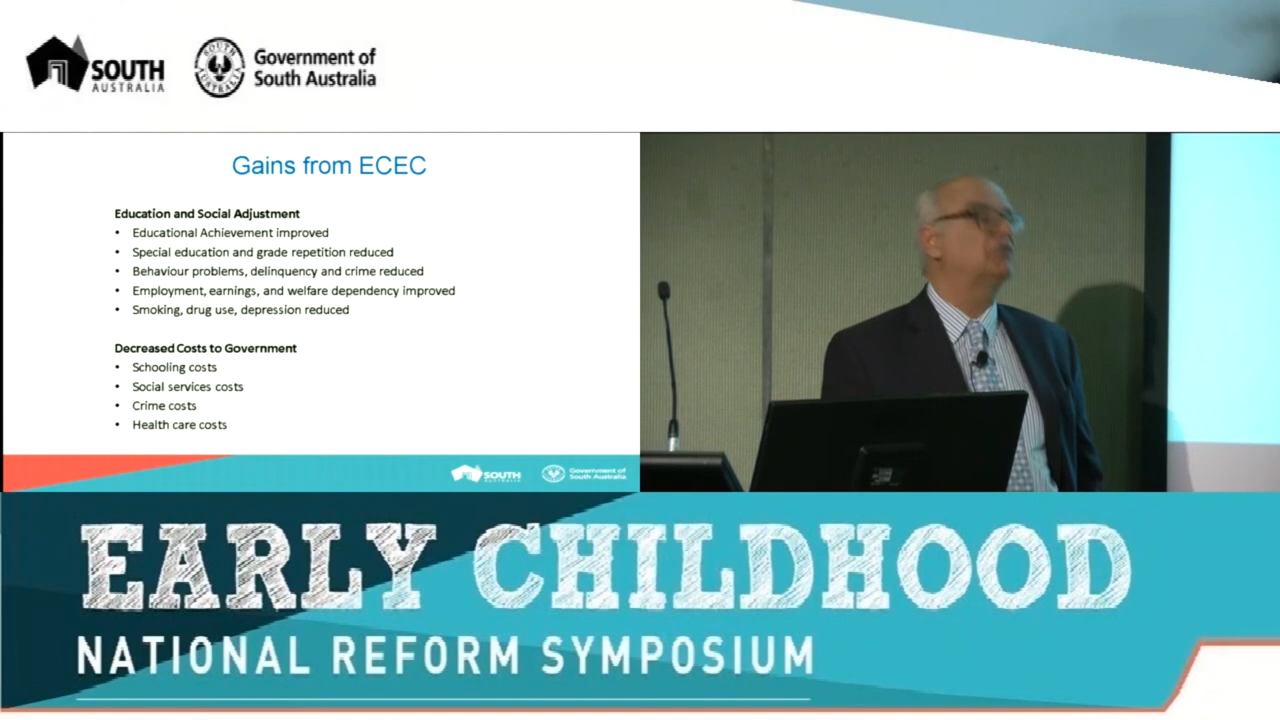 SOUTH
AUSTRALIA
Government of
South Australia
Gains from ECEC
Education and Social Adjustment
• Educational Achievement improved
• Special education and grade repetition reduced
• Behaviour problems, delinquency and crime reduced
• Employment, earnings, and welfare dependency improved
• Smoking, drug use, depression reduced
Decreased Costs to Government
• Schooling costs
• Social services costs
• Crime costs
• Health care costs
SOUTH
AUSTRALIA
Government of
South Australia
EARLY CHILDHOOD
NATIONAL REFORM SYMPOSIUM